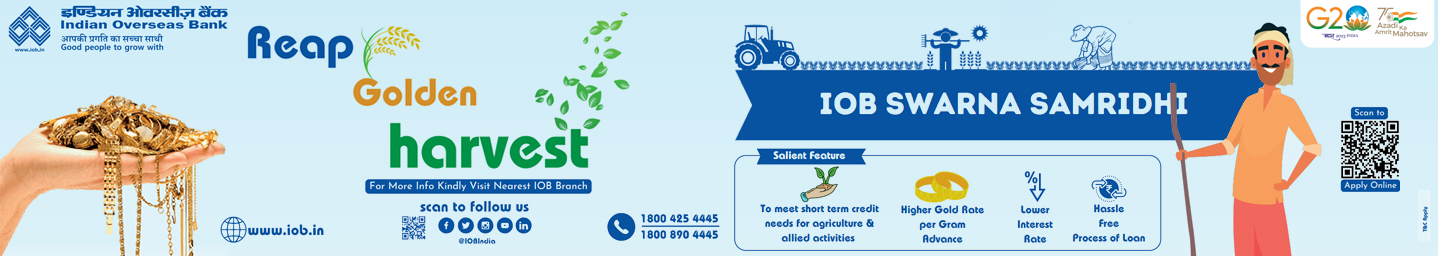 इण्डियन ओवरसीज़ बैंक
Indian Overseas Bank
आपकी प्रगति का सच्चा साथी
Good people to grow with
www.iob.in
Reap
Golden
harvest
For More Info Kindly Visit Nearest IOB Branch
scan to follow us
@IOBIndia
www.iob.in
1800 425 4445
1800 890 4445
IOB SWARNA SAMRIDHI
Salient Feature
To meet short term credit
needs for agriculture &
allied activities
Higher Gold Rate
per Gram
Advance
%
Lower
Interest
Rate
Hassle
Free
Process of Loan
G20
भारत 2023 INDIA
75
Azadi Ka
Amrit Mahotsav
Scan to
Apply Online
T&C Apply